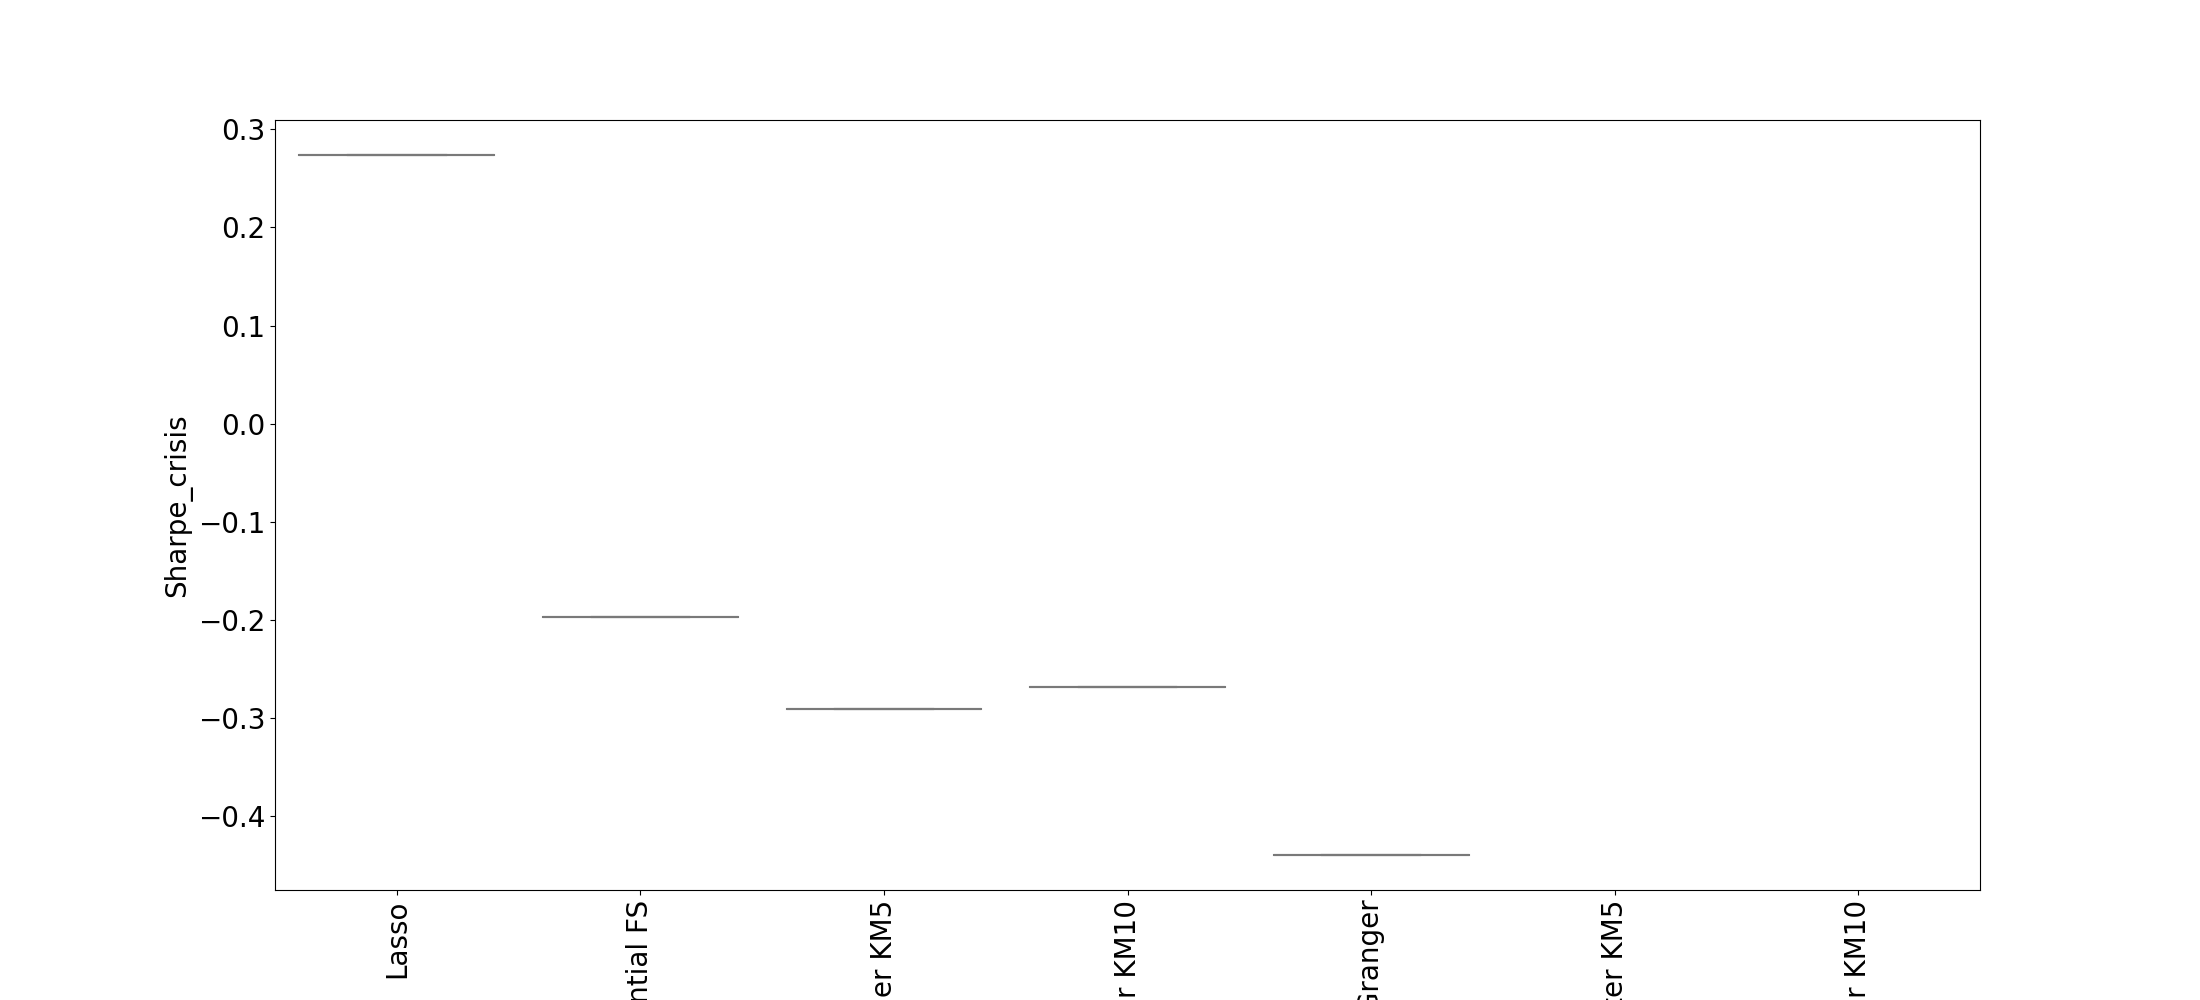 0.3
0.2
0.1
0.0
−0.1
−0.2
−0.3
−0.4
Sharpe_crisis
Lasso
ntial FS
er KM5
r KM10
Granger
ter KM5
r KM10